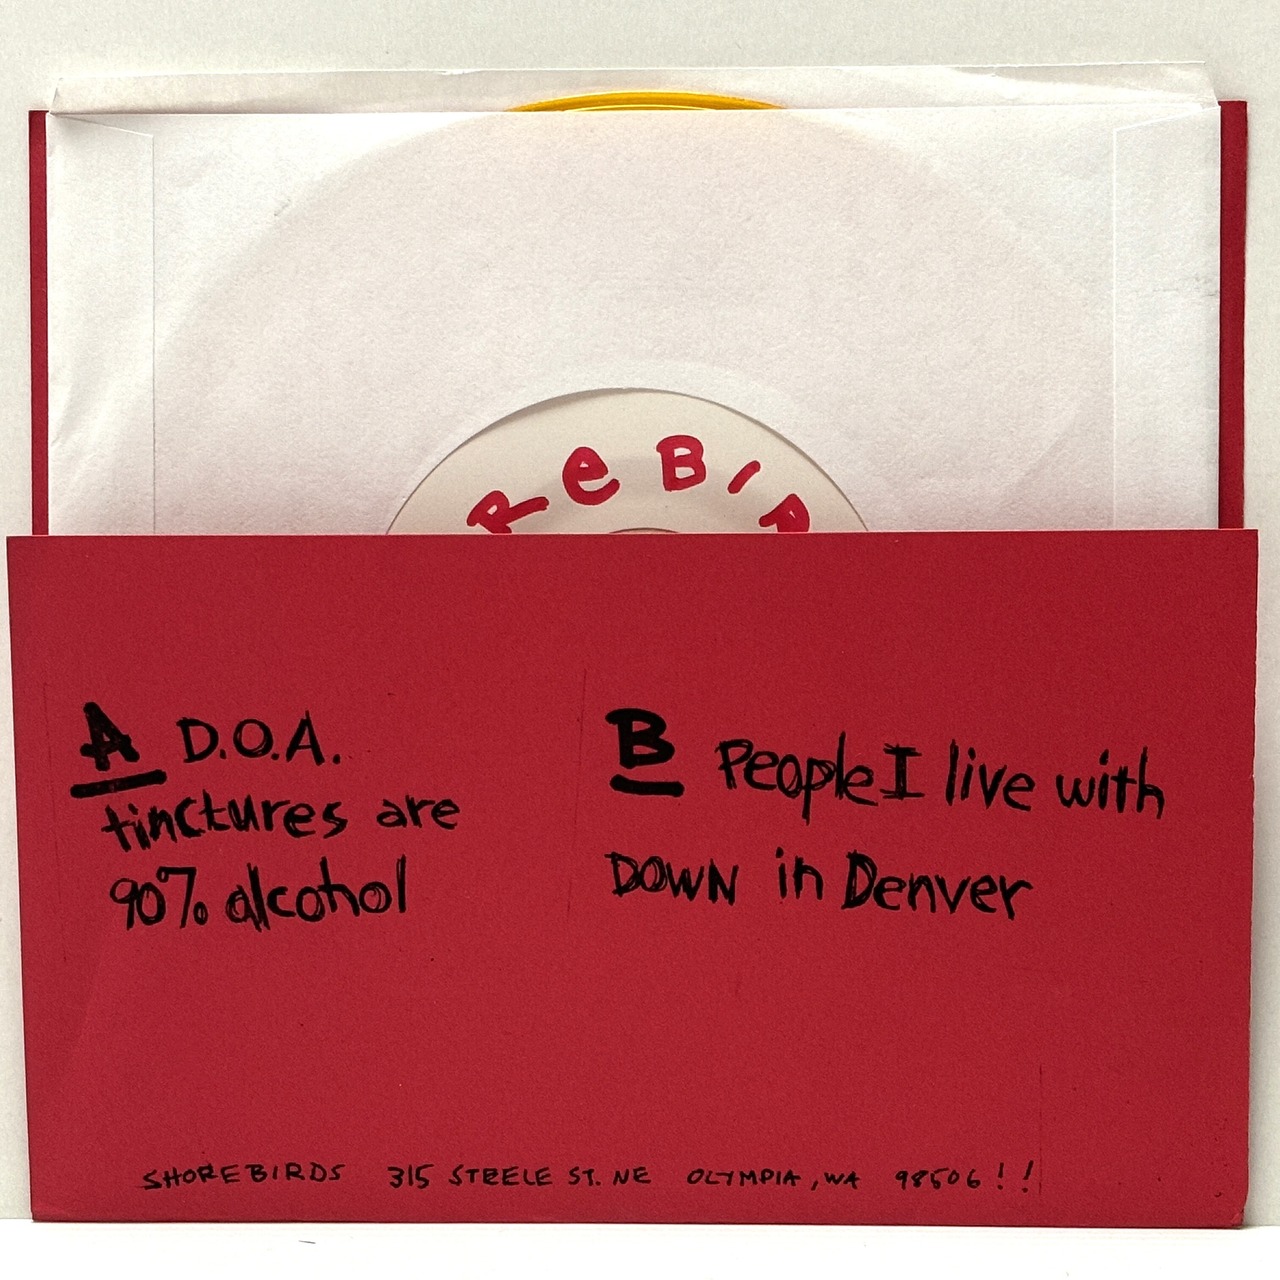 ReBIR
A D.O.A.
tinctures are
90% alcohol
B People I live with
DOWN in Denver
SHOREBIRDS 315 STEELE ST. NE OLYMPIA, WA 98506!!